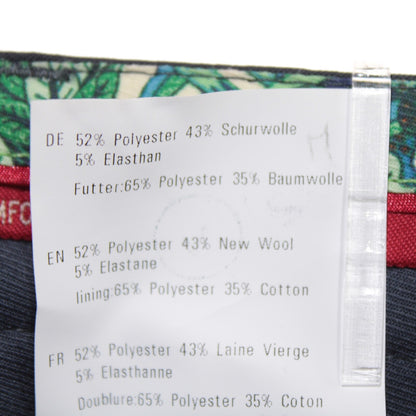 DE 52% Polyester 43% Schurwolle
5% Elasthan
Futter:65% Polyester 35% Baumwolle
EN 52% Polyester 43% New Wool
5% Elastane
lining:65% Polyester 35% Cotton
FR 52% Polyester 43% Laine Vierge
5% Elasthanne
Doublure:65% Polyester 35% Coton